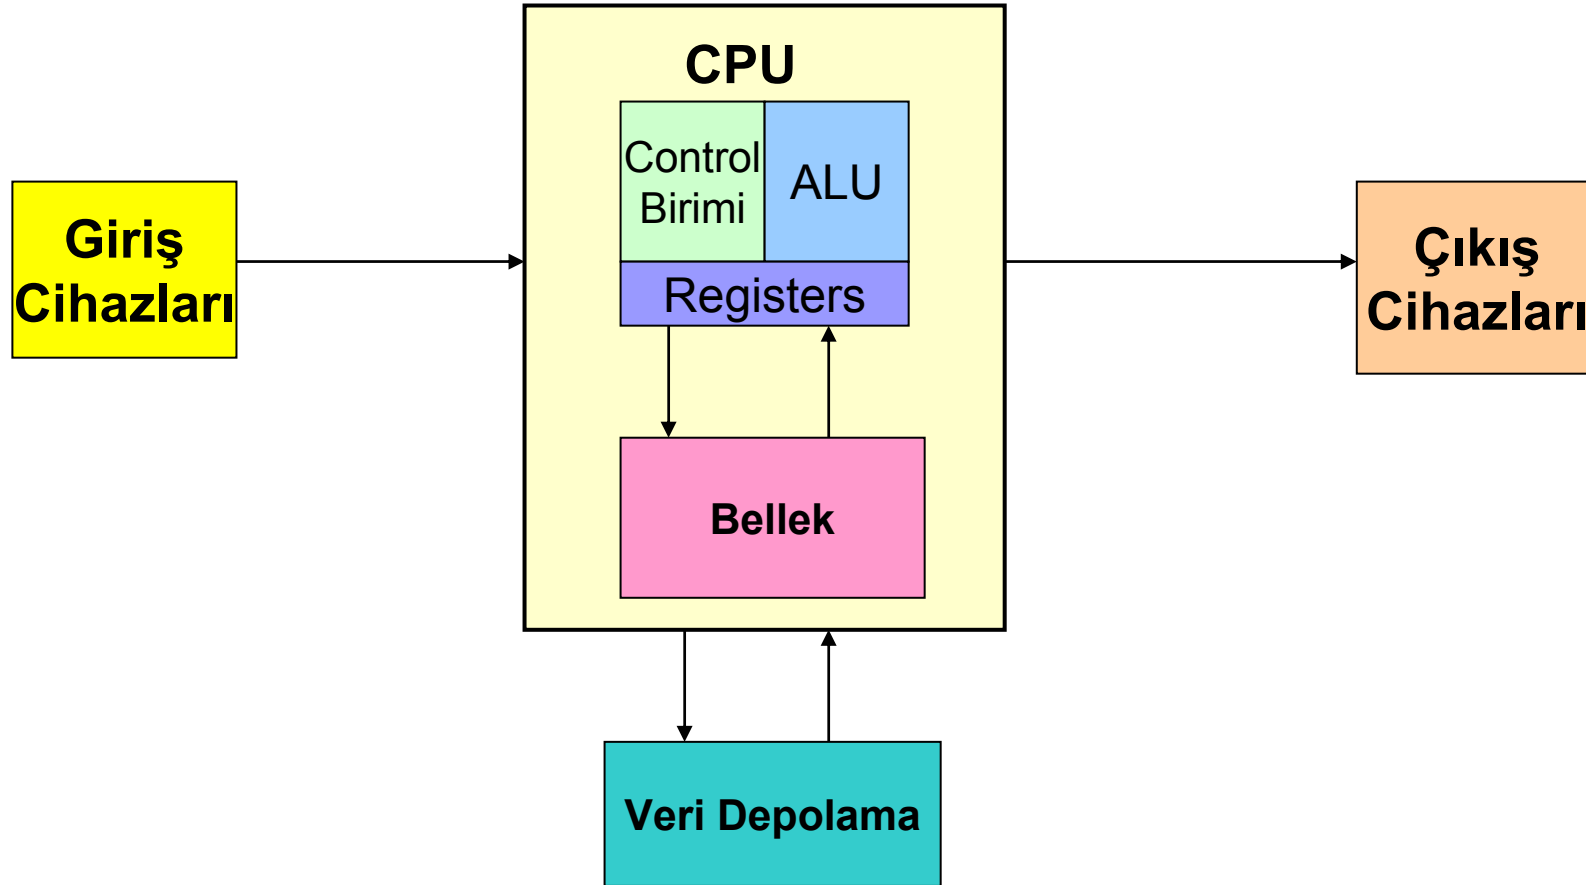 CPU
Control
Birimi
ALU
Registers
Giriş
Cihazları
Çıkış
Cihazları
Bellek
Veri Depolama